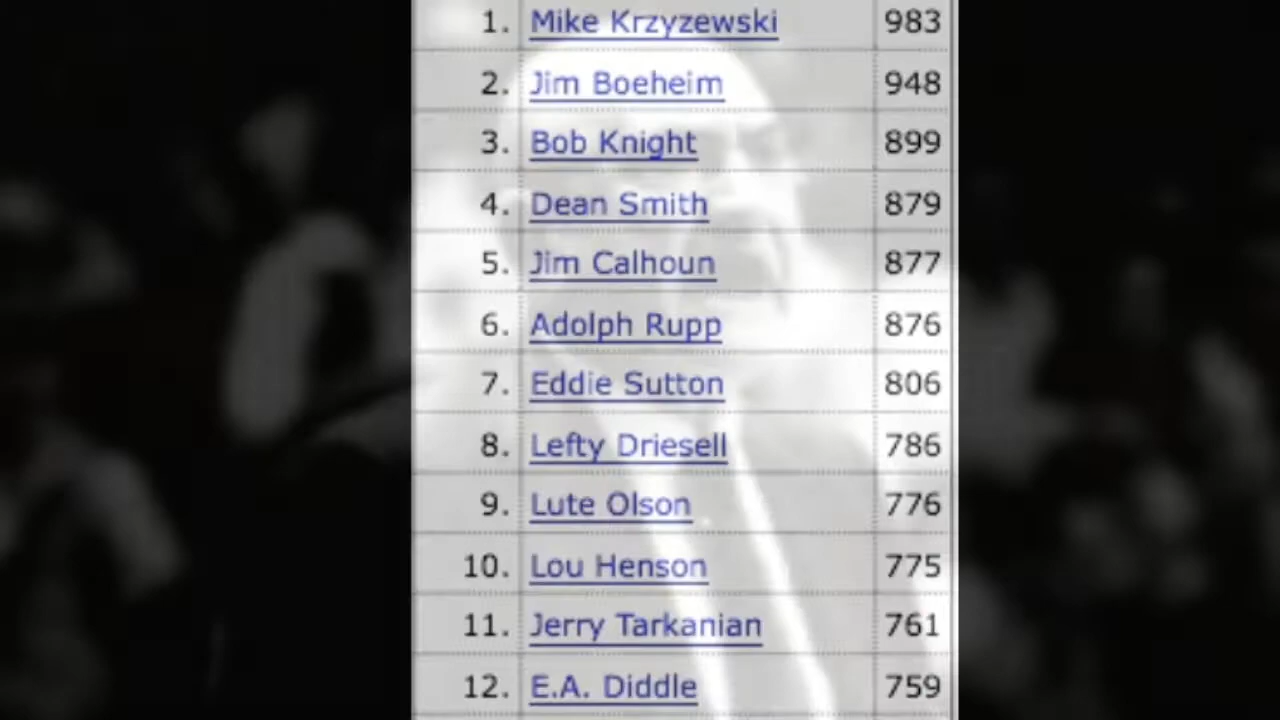 1. Mike Krzyzewski 983
2. Jim Boeheim 948
3. Bob Knight 899
4. Dean Smith 879
5. Jim Calhoun 877
6. Adolph Rupp 876
7. Eddie Sutton 806
8. Lefty Driesell 786
9. Lute Olson 776
10. Lou Henson 775
11. Jerry Tarkanian 761
12. E.A. Diddle 759